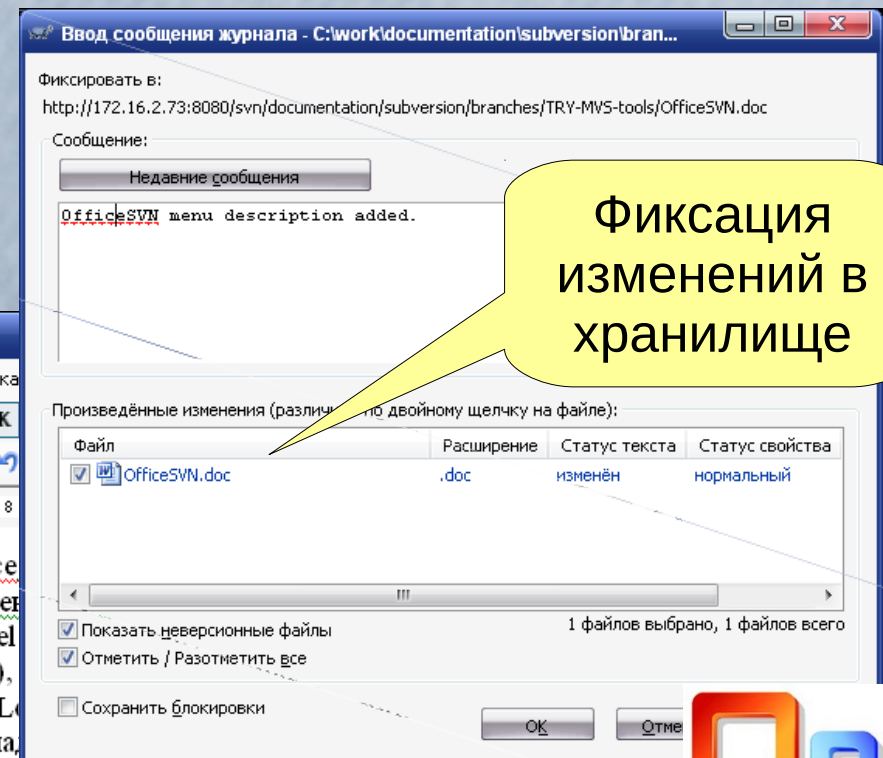 Ввод сообщения журнала - C:\work\documentation\subversion\bran...
Фиксировать в:
http://172.16.2.73:8080/svn/documentation/subversion/branches/TRY-MVS-tools/OfficeSVN.doc
Сообщение:
Недавние сообщения
OfficeSVN menu description added.
Фиксация
изменений в
хранилище
Произведённые изменения (различия по двойному щелчку на файле):
Файл Расширение Статус текста Статус свойства
OfficeSVN.doc .doc изменён нормальный
Показать неверсионные файлы 1 файлов выбрано, 1 файлов всего
Отметить / Разотметить все
Сохранить блокировки
OK